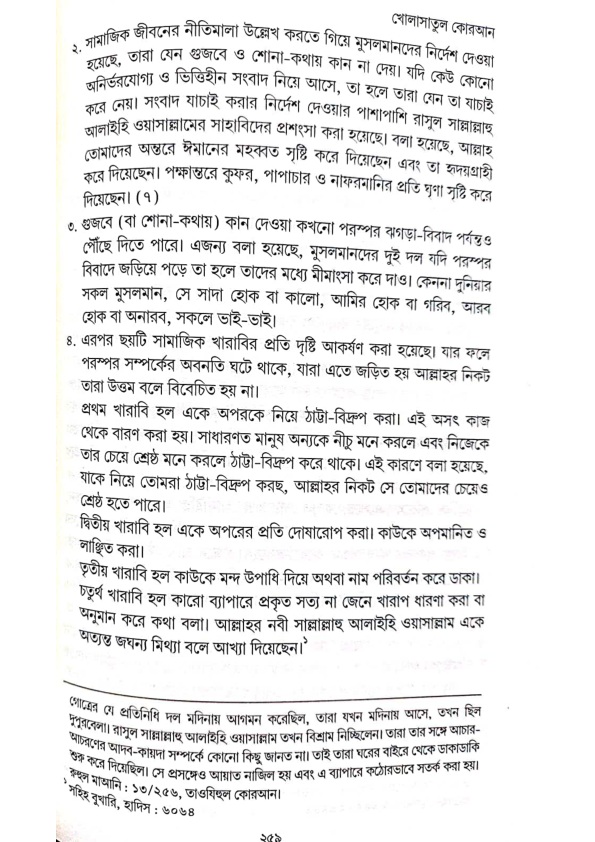 খোলাসাতুল কোরআন
২. সামাজিক জীবনের নীতিমালা উল্লেখ করতে গিয়ে মুসলমানদের নির্দেশ দেওয়া
হয়েছে, তারা যেন গুজবে ও শোনা-কথায় কান না দেয়। যদি কেউ কোনো
অনির্ভরযোগ্য ও ভিত্তিহীন সংবাদ নিয়ে আসে, তা হলে তারা যেন তা যাচাই
করে নেয়। সংবাদ যাচাই করার নির্দেশ দেওয়ার পাশাপাশি রাসুল সাল্লাল্লাহু
আলাইহি ওয়াসাল্লামের সাহাবিদের প্রশংসা করা হয়েছে। বলা হয়েছে, আল্লাহ
তোমাদের অন্তরে ঈমানের মহব্বত সৃষ্টি করে দিয়েছেন এবং তা হৃদয়গ্রাহী
করে দিয়েছেন। পক্ষান্তরে কুফর, পাপাচার ও নাফরমানির প্রতি ঘৃণা সৃষ্টি করে
দিয়েছেন। (৭)
৩. গুজবে (বা শোনা-কথায়) কান দেওয়া কখনো পরস্পর ঝগড়া-বিবাদ পর্যন্তও
পৌঁছে দিতে পারে। এজন্য বলা হয়েছে, মুসলমানদের দুই দল যদি পরস্পর
বিবাদে জড়িয়ে পড়ে তা হলে তাদের মধ্যে মীমাংসা করে দাও। কেননা দুনিয়ার
সকল মুসলমান, সে সাদা হোক বা কালো, আমির হোক বা গরিব, আরব
হোক বা অনারব, সকলে ভাই-ভাই।
৪. এরপর ছয়টি সামাজিক খারাবির প্রতি দৃষ্টি আকর্ষণ করা হয়েছে। যার ফলে
পরস্পর সম্পর্কের অবনতি ঘটে থাকে, যারা এতে জড়িত হয় আল্লাহর নিকট
তারা উত্তম বলে বিবেচিত হয় না।
প্রথম খারাবি হল একে অপরকে নিয়ে ঠাট্টা-বিদ্রুপ করা। এই অসৎ কাজ
থেকে বারণ করা হয়। সাধারণত মানুষ অন্যকে নীচু মনে করলে এবং নিজেকে
তার চেয়ে শ্রেষ্ঠ মনে করলে ঠাট্টা-বিদ্রুপ করে থাকে। এই কারণে বলা হয়েছে,
যাকে নিয়ে তোমরা ঠাট্টা-বিদ্রুপ করছ, আল্লাহর নিকট সে তোমাদের চেয়েও
শ্রেষ্ঠ হতে পারে।
দ্বিতীয় খারাবি হল একে অপরের প্রতি দোষারোপ করা। কাউকে অপমানিত ও
লাঞ্ছিত করা।
তৃতীয় খারাবি হল কাউকে মন্দ উপাধি দিয়ে অথবা নাম পরিবর্তন করে ডাকা।
চতুর্থ খারাবি হল কারো ব্যাপারে প্রকৃত সত্য না জেনে খারাপ ধারণা করা বা
অনুমান করে কথা বলা। আল্লাহর নবী সাল্লাল্লাহু আলাইহি ওয়াসাল্লাম একে
অত্যন্ত জঘন্য মিথ্যা বলে আখ্যা দিয়েছেন।১
গোত্রের যে প্রতিনিধি দল মদিনায় আগমন করেছিল, তারা যখন মদিনায় আসে, তখন ছিল
দুপুরবেলা। রাসুল সাল্লাল্লাহু আলাইহি ওয়াসাল্লাম তখন বিশ্রাম নিচ্ছিলেন। তারা তার সঙ্গে আচার-
আচরণের আদব-কায়দা সম্পর্কে কোনো কিছু জানত না। তাই তারা ঘরের বাইরে থেকে ডাকাডাকি
শুরু করে দিয়েছিল। সে প্রসঙ্গেও আয়াত নাজিল হয় এবং এ ব্যাপারে কঠোরভাবে সতর্ক করা হয়।
রুহুল মাআনি : ১৩/২৫৬, তাওযিহুল কোরআন।
১ সহিহ বুখারি, হাদিস : ৬০৬৪
২৫৯